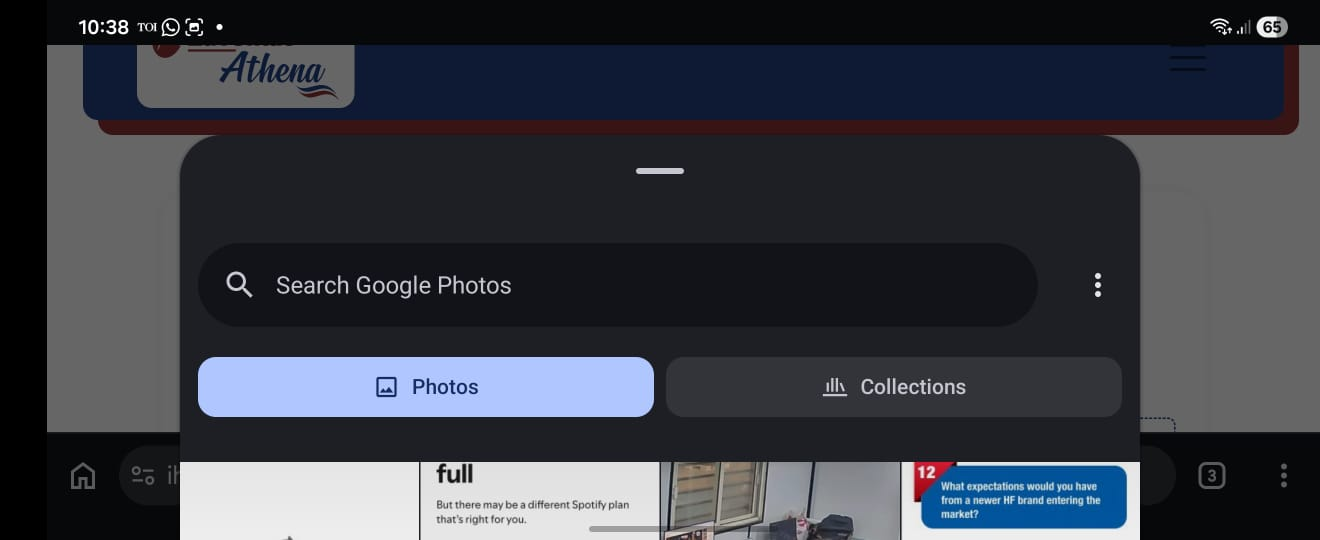 10:38 TOI
65
Athena
Search Google Photos
Photos
Collections
full
But there may be a different Spotify plan
that's right for you.
12
What expectations would you have
from a newer HF brand entering the
market?
3